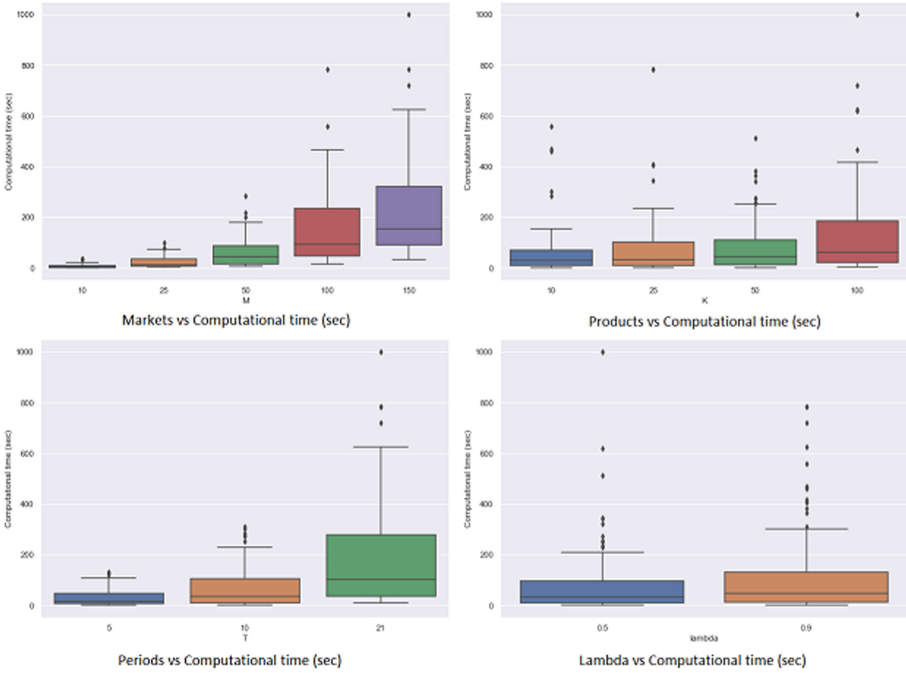 1000
800
600
400
200
0
Computational time (sec)
10 25 50 100 150
M
Markets vs Computational time (sec)
1000
800
600
400
200
0
Computational time (sec)
10 25 50 100
K
Products vs Computational time (sec)
1000
800
600
400
200
0
Computational time (sec)
5 10 21
T
Periods vs Computational time (sec)
1000
800
600
400
200
0
Computational time (sec)
0.5 0.9
lambda
Lambda vs Computational time (sec)